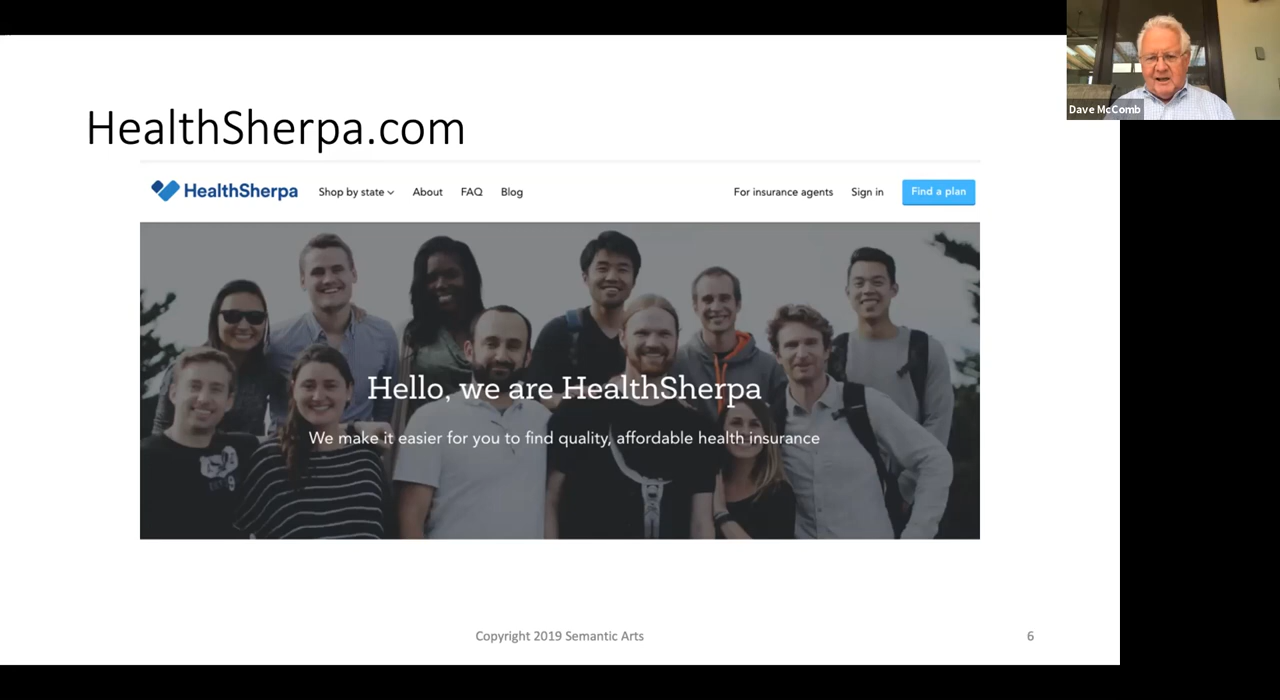 Dave McComb
HealthSherpa.com
HealthSherpa Shop by state About FAQ Blog For insurance agents Sign in Find a plan
Hello, we are HealthSherpa
We make it easier for you to find quality, affordable health insurance
Copyright 2019 Semantic Arts 6